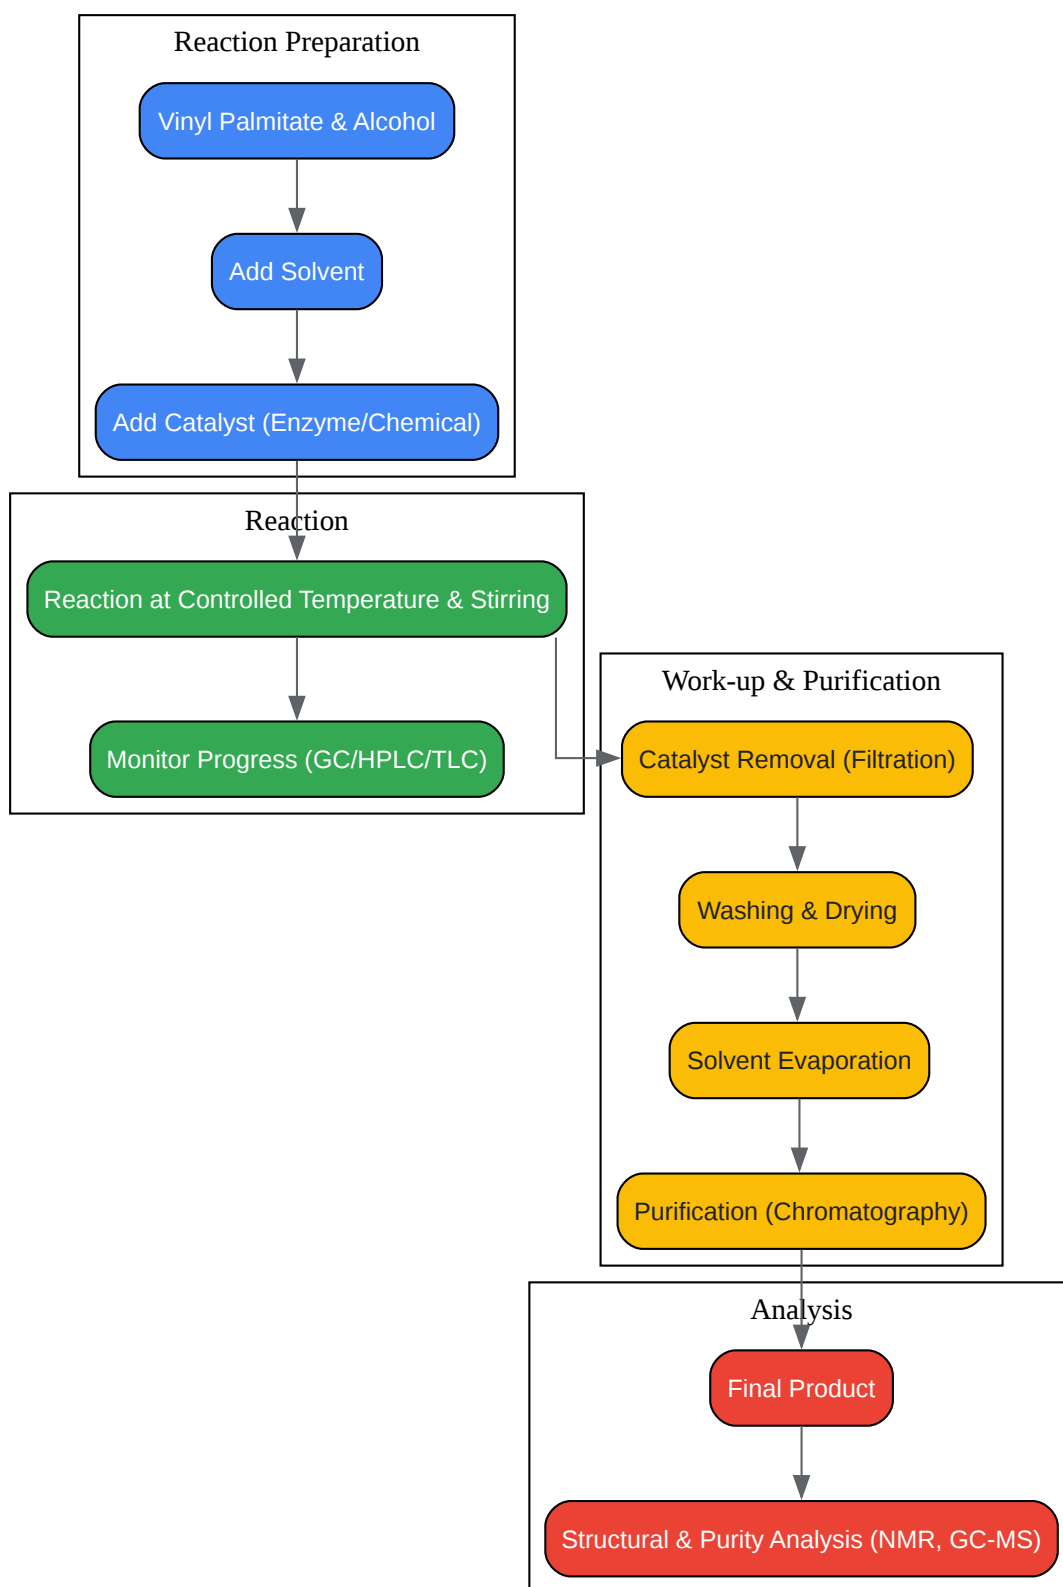 Reaction Preparation
Vinyl Palmitate & Alcohol
Add Solvent
Add Catalyst (Enzyme/Chemical)
Reaction
Reaction at Controlled Temperature & Stirring
Monitor Progress (GC/HPLC/TLC)
Work-up & Purification
Catalyst Removal (Filtration)
Washing & Drying
Solvent Evaporation
Purification (Chromatography)
Analysis
Final Product
Structural & Purity Analysis (NMR, GC-MS)